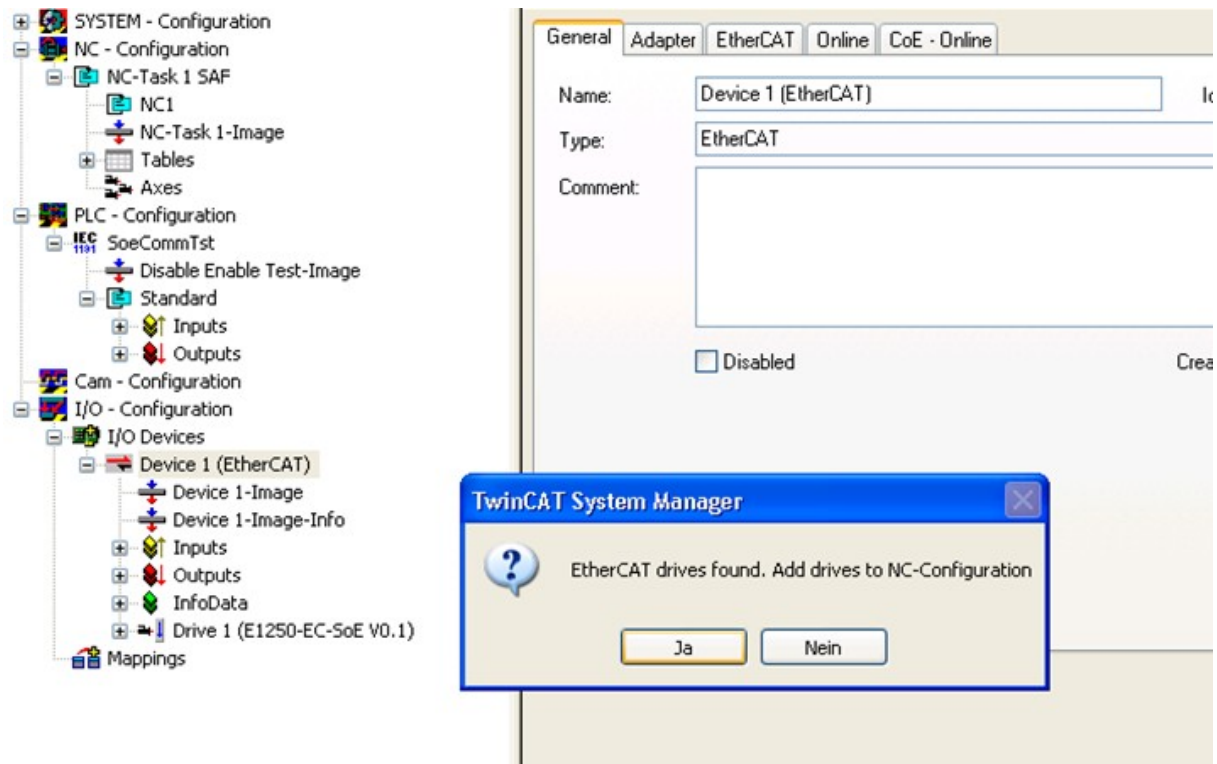 SYSTEM - Configuration
NC - Configuration
NC-Task 1 SAF
NC1
NC-Task 1-Image
Tables
Axes
PLC - Configuration
IEC
1131
SoeCommTst
Disable Enable Test-Image
Standard
Inputs
Outputs
Cam - Configuration
I/O - Configuration
I/O Devices
Device 1 (EtherCAT)
Device 1-Image
Device 1-Image-Info
Inputs
Outputs
InfoData
Drive 1 (E1250-EC-SoE V0.1)
Mappings
General Adapter EtherCAT Online CoE - Online
Name: Device 1 (EtherCAT)
Type: EtherCAT
Comment:
Disabled Crea
TwinCAT System Manager
EtherCAT drives found. Add drives to NC-Configuration
Ja Nein